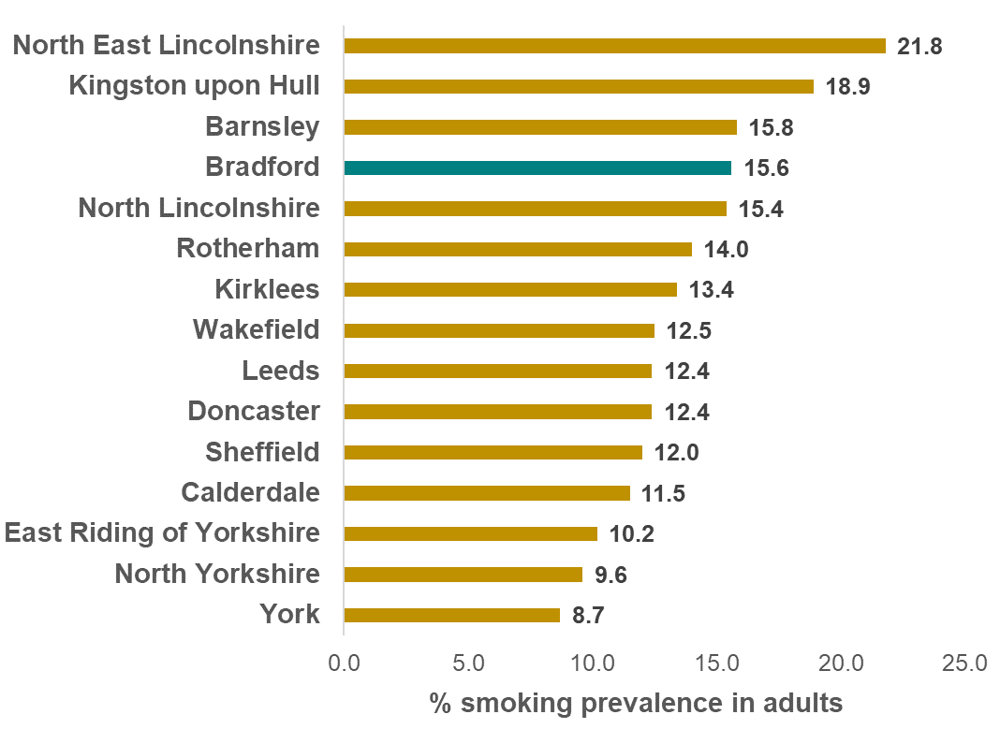 North East Lincolnshire 21.8
Kingston upon Hull 18.9
Barnsley 15.8
Bradford 15.6
North Lincolnshire 15.4
Rotherham 14.0
Kirklees 13.4
Wakefield 12.5
Leeds 12.4
Doncaster 12.4
Sheffield 12.0
Calderdale 11.5
East Riding of Yorkshire 10.2
North Yorkshire 9.6
York 8.7
0.0 5.0 10.0 15.0 20.0 25.0
% smoking prevalence in adults